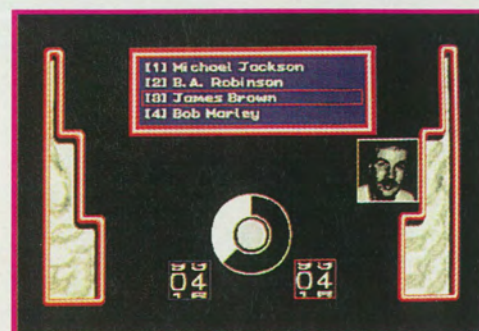 [1] Michael Jackson
[2] B.A. Robinson
[3] James Brown
[4] Bob Marley
04
04